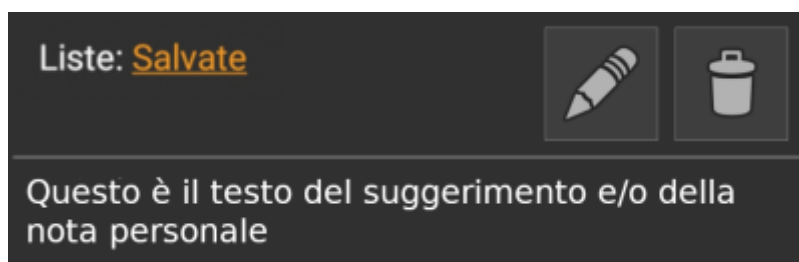 Liste: Salvate
Questo è il testo del suggerimento e/o della
nota personale